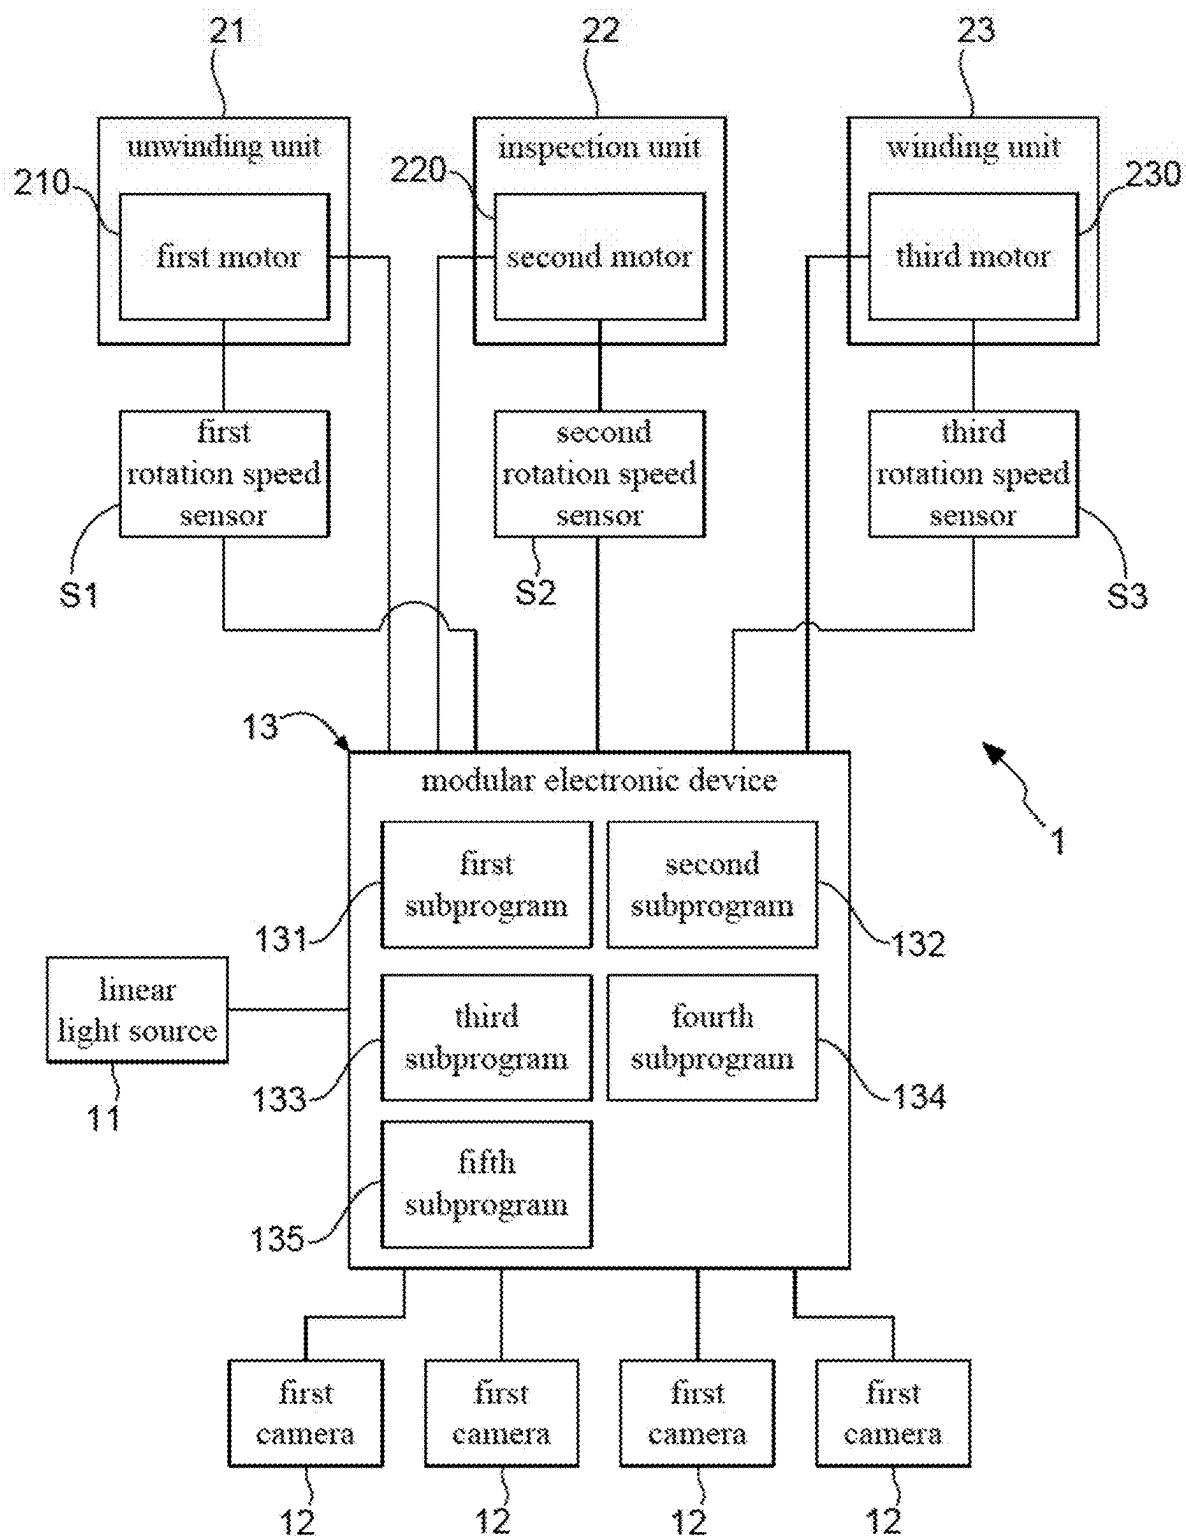 21
22
23
unwinding unit
inspection unit
winding unit
210
220
230
first motor
second motor
third motor
first
rotation speed
sensor
second
rotation speed
sensor
third
rotation speed
sensor
S1
S2
S3
13
modular electronic device
1
first
subprogram
second
subprogram
131
132
linear
light source
third
subprogram
fourth
subprogram
11
133
134
fifth
subprogram
135
first
camera
first
camera
first
camera
first
camera
12
12
12
12